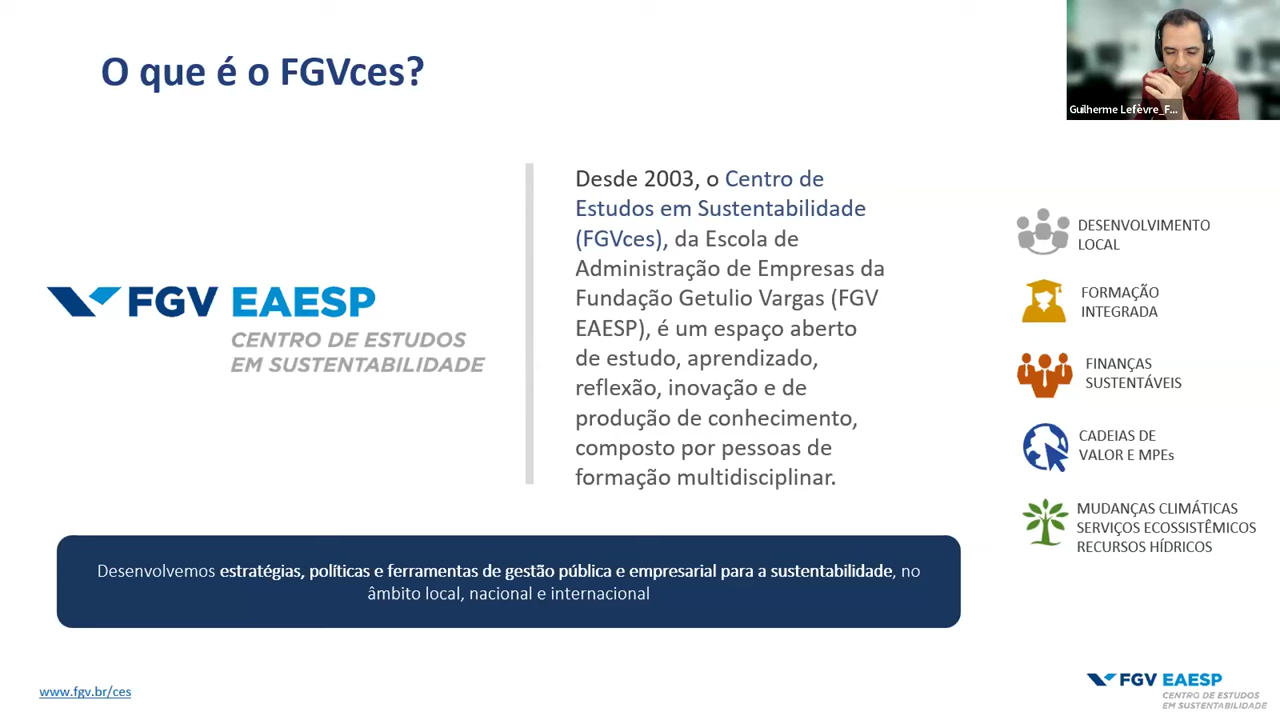 O que é o FGVces?
Guilherme Lefèvre_F...
FGV EAESP
CENTRO DE ESTUDOS
EM SUSTENTABILIDADE
Desde 2003, o Centro de
Estudos em Sustentabilidade
(FGVces), da Escola de
Administração de Empresas da
Fundação Getulio Vargas (FGV
EAESP), é um espaço aberto
de estudo, aprendizado,
reflexão, inovação e de
produção de conhecimento,
composto por pessoas de
formação multidisciplinar.
DESENVOLVIMENTO
LOCAL
FORMAÇÃO
INTEGRADA
FINANÇAS
SUSTENTÁVEIS
CADEIAS DE
VALOR E MPEs
MUDANÇAS CLIMÁTICAS
SERVIÇOS ECOSSISTÊMICOS
RECURSOS HÍDRICOS
Desenvolvemos estratégias, políticas e ferramentas de gestão pública e empresarial para a sustentabilidade, no
âmbito local, nacional e internacional
www.fgv.br/ces
FGV EAESP
CENTRO DE ESTUDOS
EM SUSTENTABILIDADE